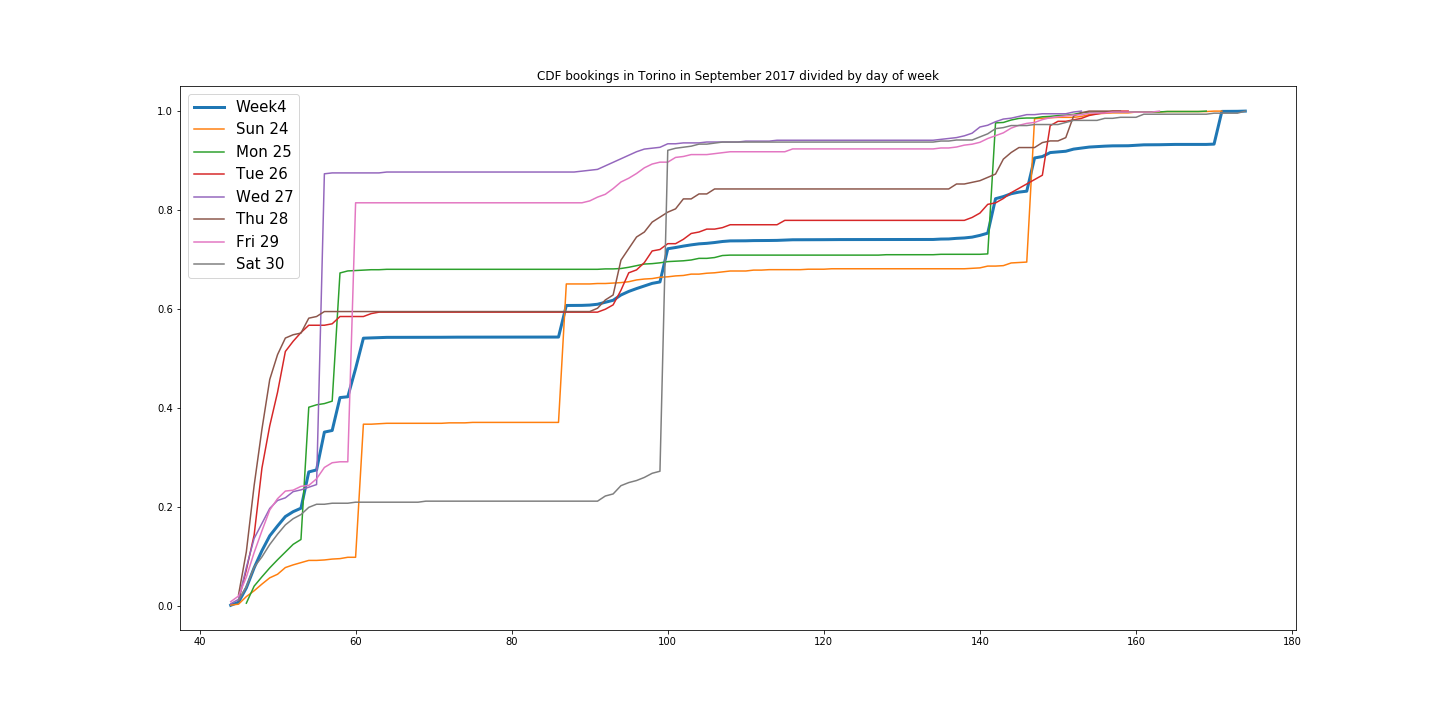 CDF bookings in Torino in September 2017 divided by day of week
Week4
Sun 24
Mon 25
Tue 26
Wed 27
Thu 28
Fri 29
Sat 30
1.0
0.8
0.6
0.4
0.2
0.0
40 60 80 100 120 140 160 180